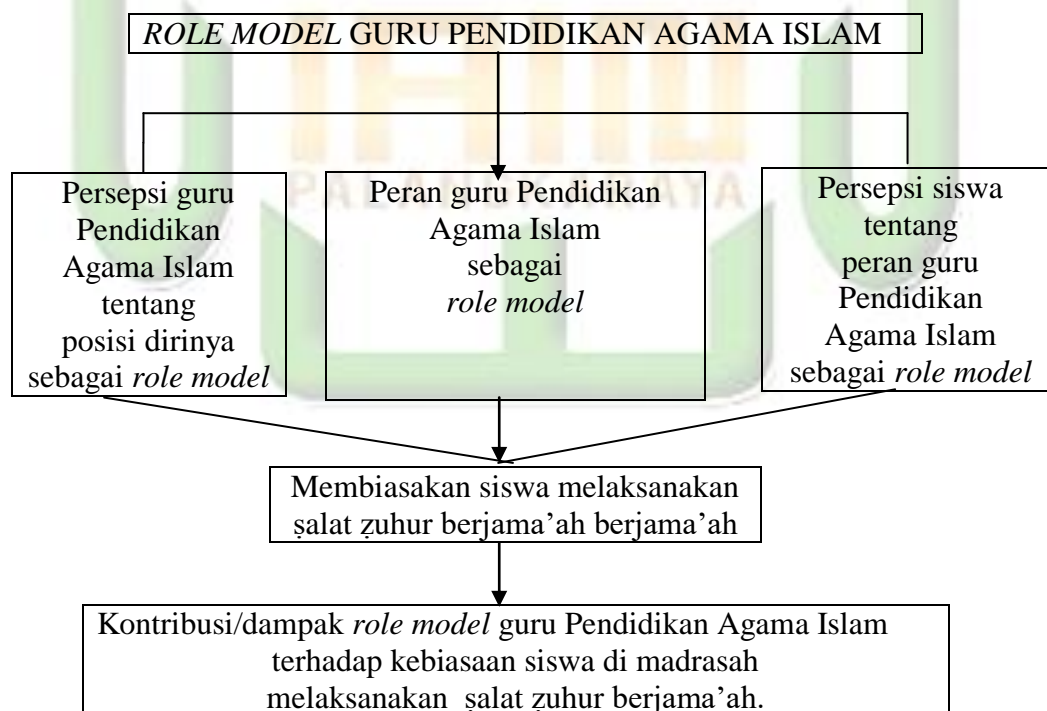 ROLE MODEL GURU PENDIDIKAN AGAMA ISLAM
Persepsi guru
Pendidikan
Agama Islam
tentang
posisi dirinya
sebagai role model
Peran guru Pendidikan
Agama Islam
sebagai
role model
Persepsi siswa
tentang
peran guru
Pendidikan
Agama Islam
sebagai role model
PALANGKARAYA
Membiasakan siswa melaksanakan
ṣalat ẓuhur berjama’ah berjama’ah
Kontribusi/dampak role model guru Pendidikan Agama Islam
terhadap kebiasaan siswa di madrasah
melaksanakan ṣalat ẓuhur berjama’ah.